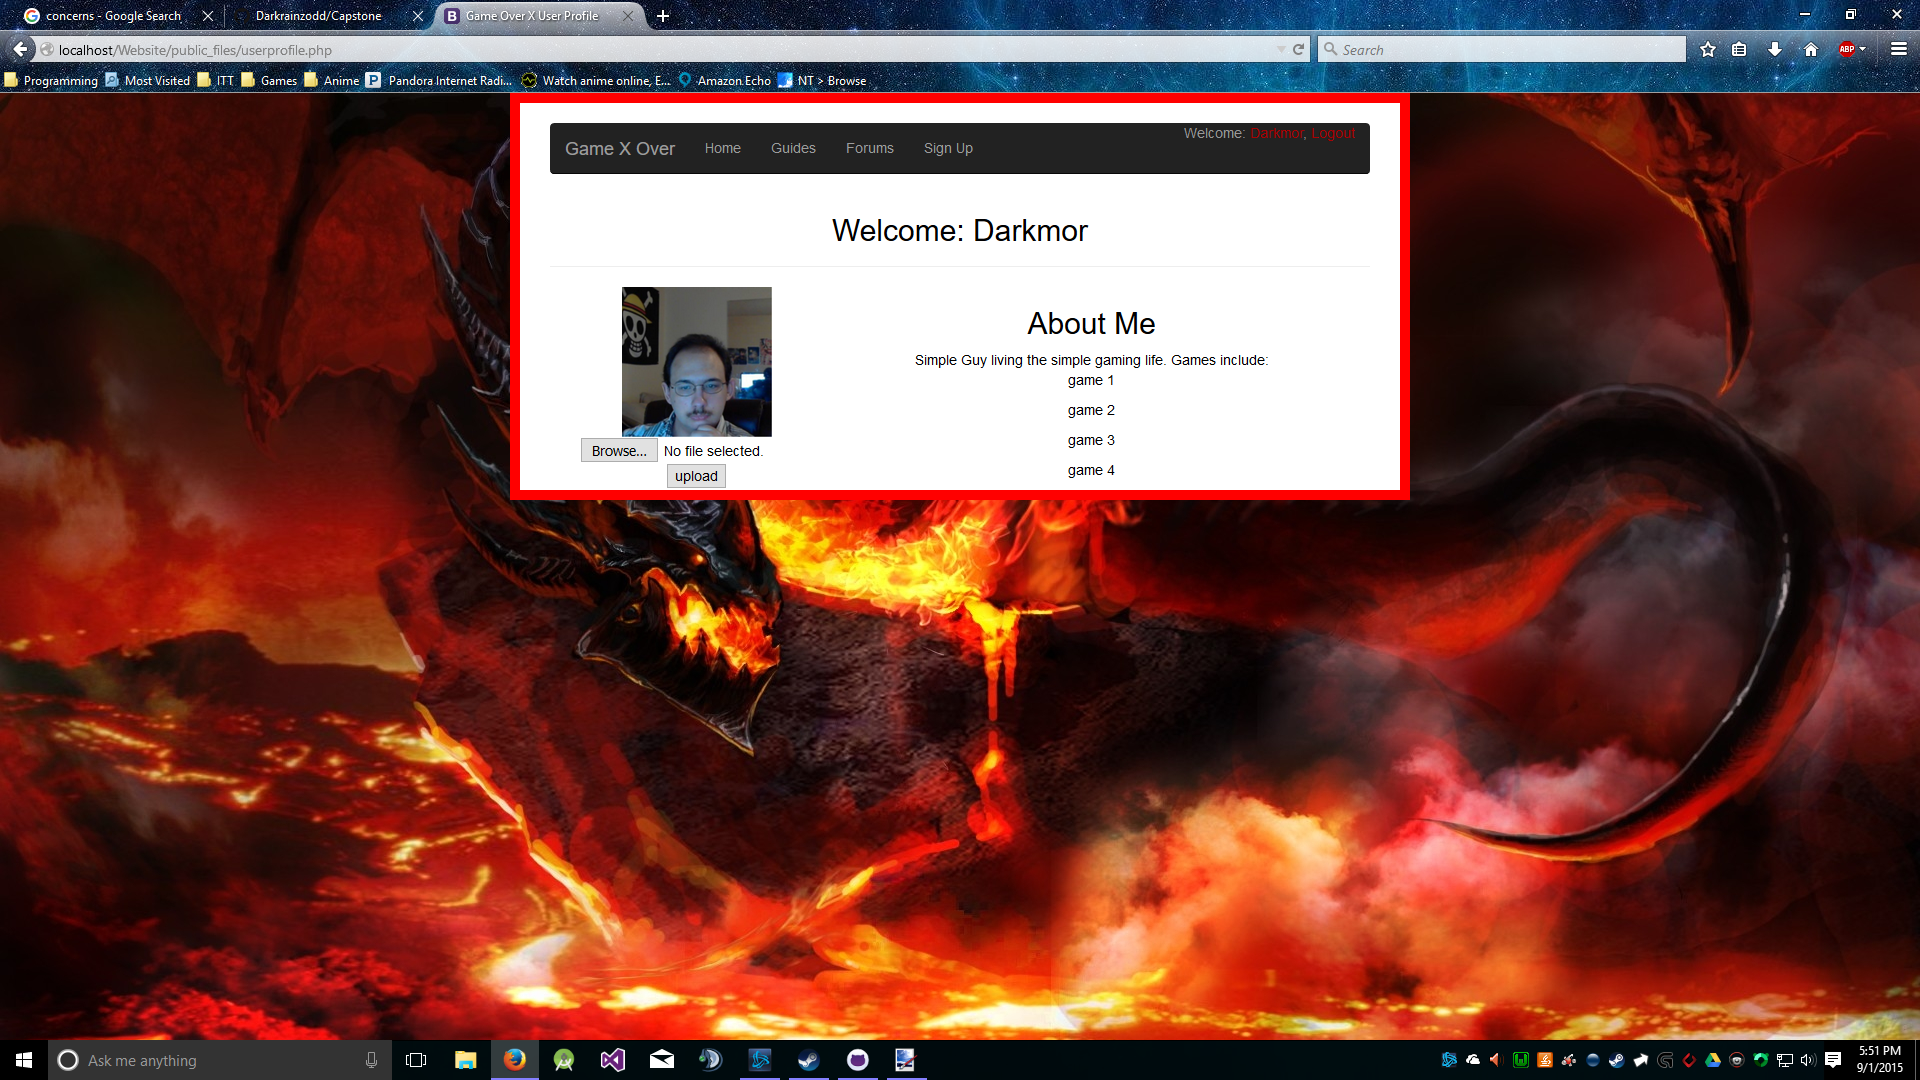 concerns - Google Search
Darkrainzodd/Capstone
Game Over X User Profile
localhost/Website/public_files/userprofile.php
Search
ABP
Programming
Most Visited
ITT
Games
Anime
Pandora Internet Radi...
Watch anime online, E...
Amazon Echo
NT > Browse
Game X Over
Home
Guides
Forums
Sign Up
Welcome: Darkmor, Logout
Welcome: Darkmor
About Me
Simple Guy living the simple gaming life. Games include:
game 1
game 2
game 3
game 4
Browse... No file selected.
upload
Ask me anything
5:51 PM
9/1/2015